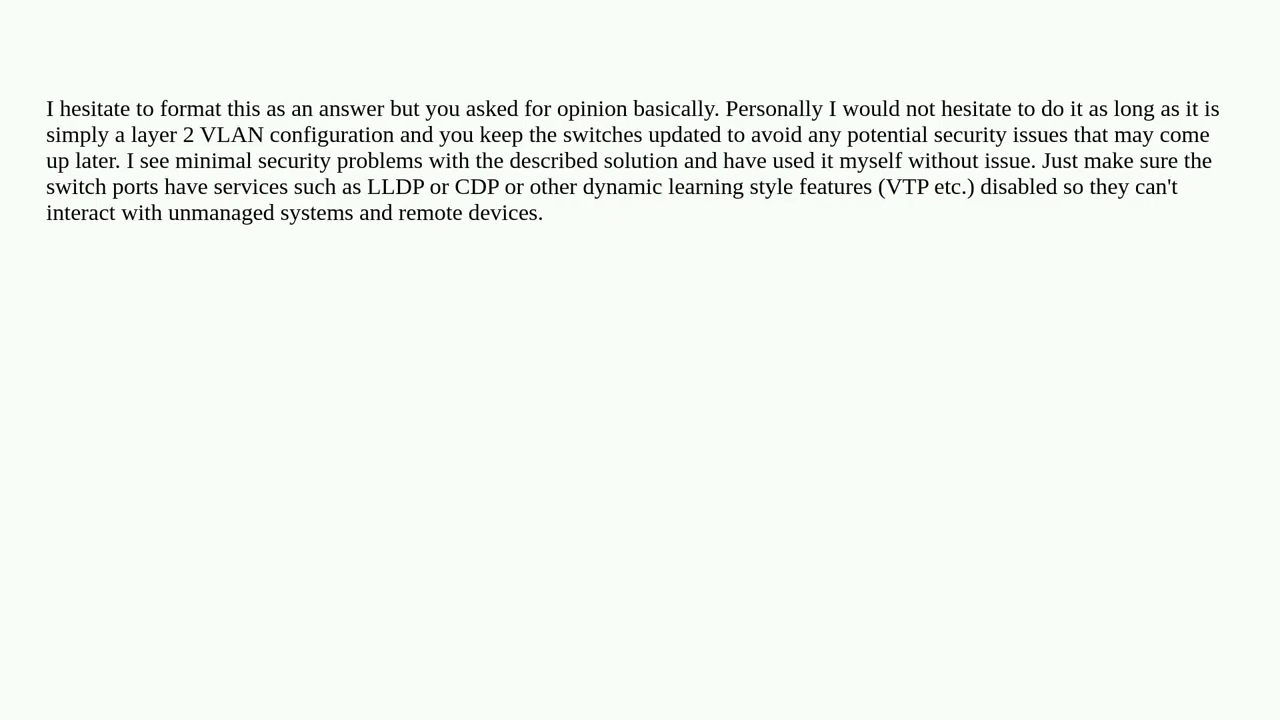 I hesitate to format this as an answer but you asked for opinion basically. Personally I would not hesitate to do it as long as it is
simply a layer 2 VLAN configuration and you keep the switches updated to avoid any potential security issues that may come
up later. I see minimal security problems with the described solution and have used it myself without issue. Just make sure the
switch ports have services such as LLDP or CDP or other dynamic learning style features (VTP etc.) disabled so they can't
interact with unmanaged systems and remote devices.